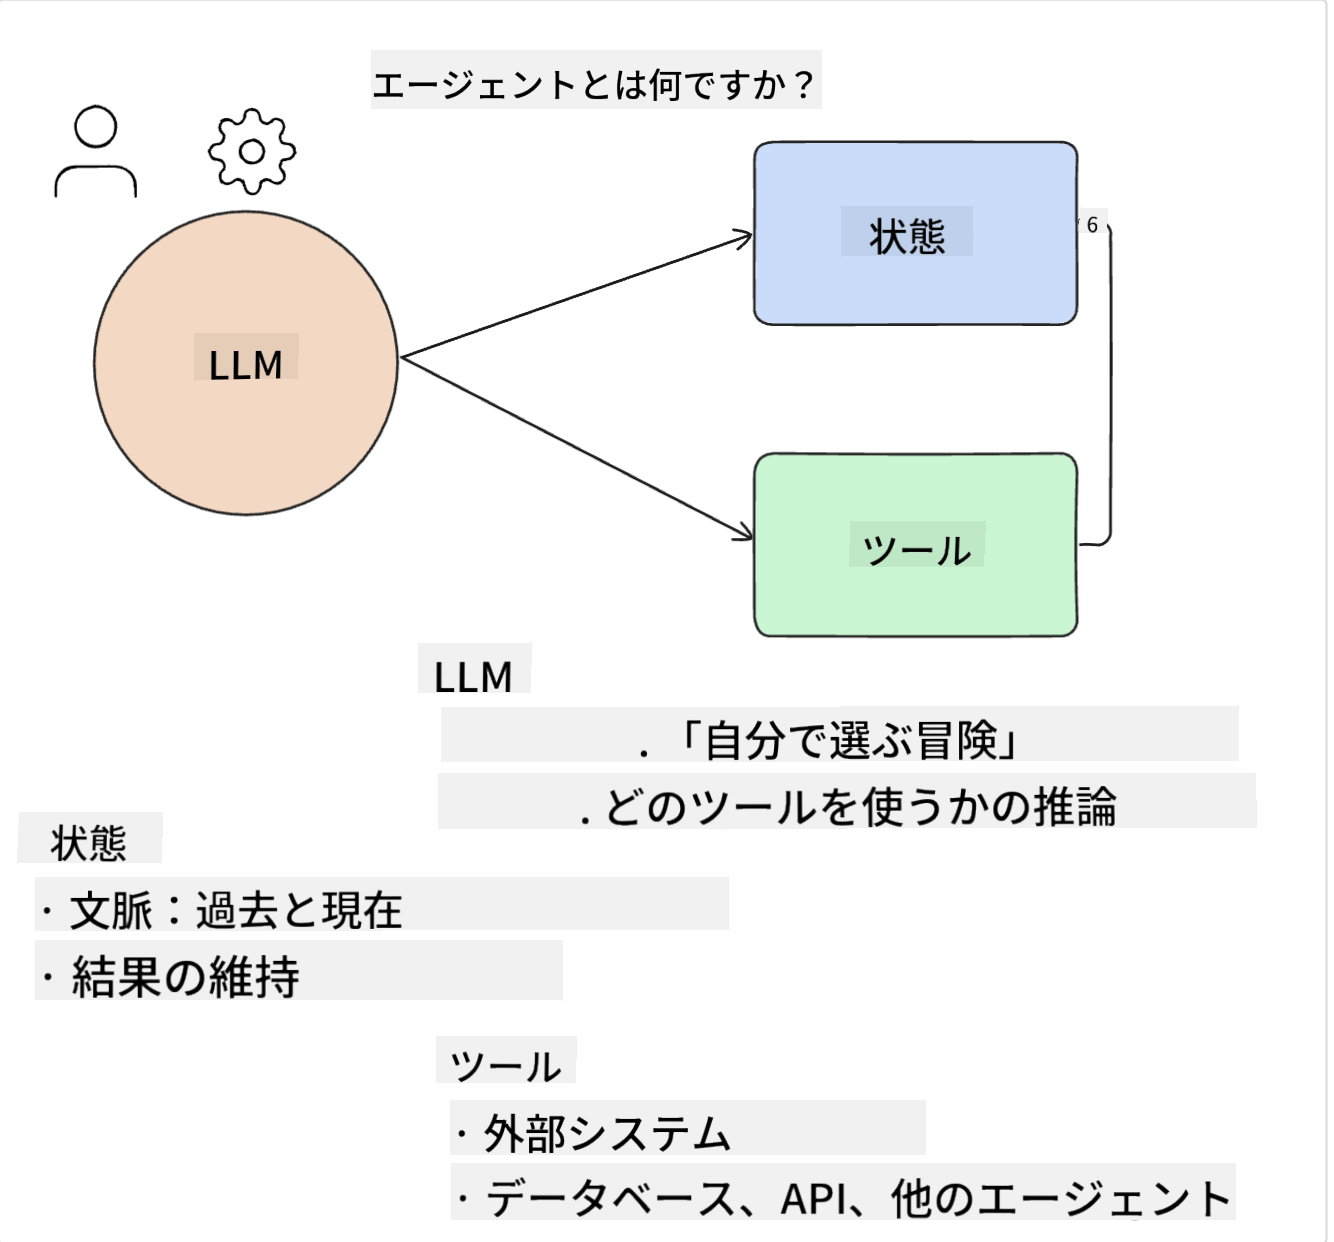 エージェントとは何ですか？
状態
6
LLM
ツール
LLM
. 「自分で選ぶ冒険」
. どのツールを使うかの推論
状態
· 文脈：過去と現在
· 結果の維持
ツール
· 外部システム
· データベース、API、他のエージェント